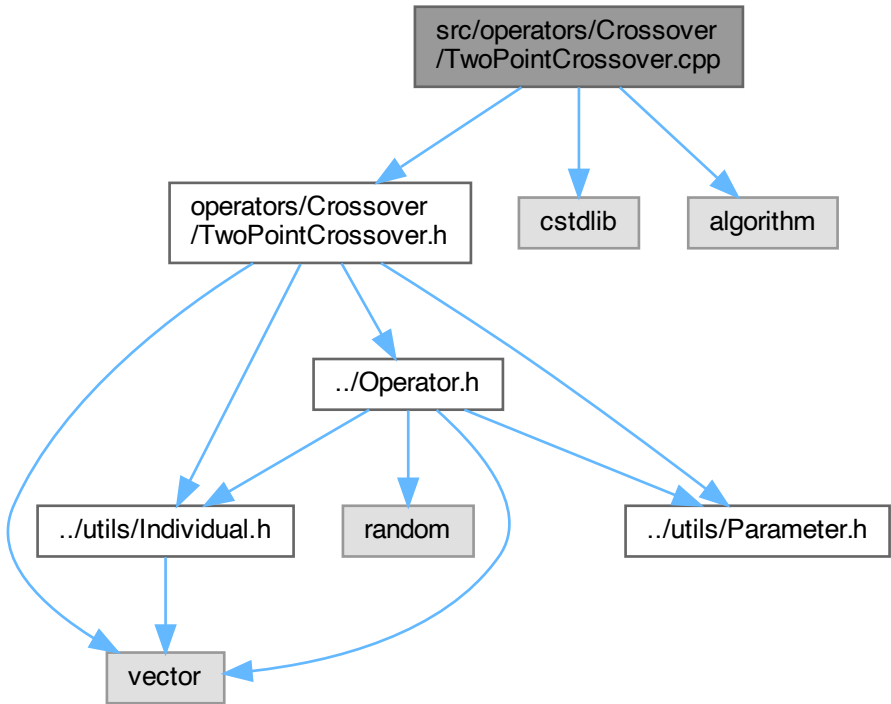 src/operators/Crossover
/TwoPointCrossover.cpp
operators/Crossover
/TwoPointCrossover.h
cstdlib
algorithm
../Operator.h
../utils/Individual.h
random
../utils/Parameter.h
vector